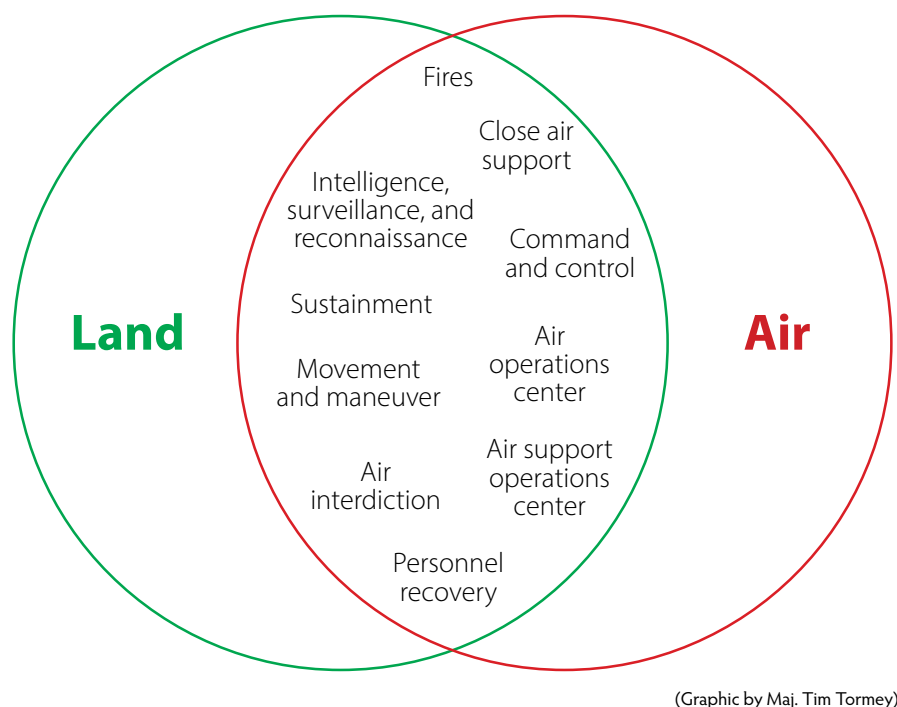 Fires
Close air
support
Intelligence,
surveillance, and
reconnaissance
Command
and control
Sustainment
Land
Air
Air
operations
center
Movement
and maneuver
Air support
operations
center
Air
interdiction
Personnel
recovery
(Graphic by Maj. Tim Tormey)